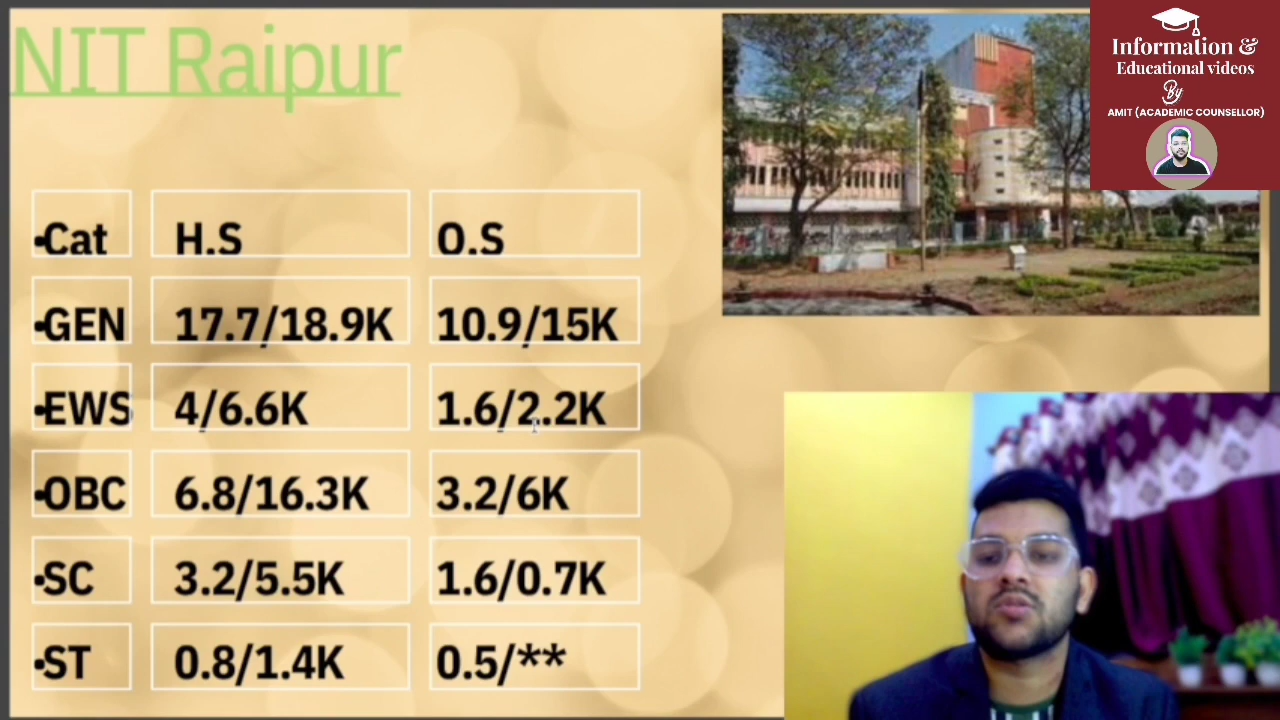 NIT Raipur
Information &
Educational videos
By
AMIT (ACADEMIC COUNSELLOR)
•Cat H.S O.S
•GEN 17.7/18.9K 10.9/15K
•EWS 4/6.6K 1.6/2.2K
•OBC 6.8/16.3K 3.2/6K
•SC 3.2/5.5K 1.6/0.7K
•ST 0.8/1.4K 0.5/**